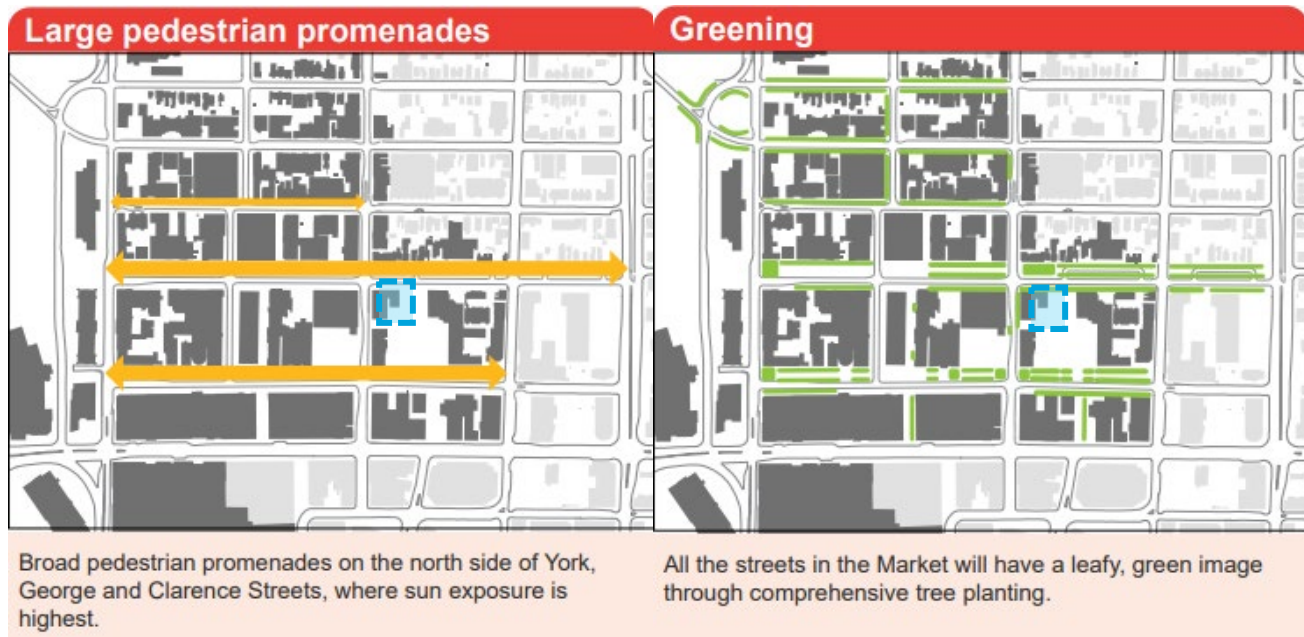 Large pedestrian promenades
Greening
Broad pedestrian promenades on the north side of York,
George and Clarence Streets, where sun exposure is
highest.
All the streets in the Market will have a leafy, green image
through comprehensive tree planting.